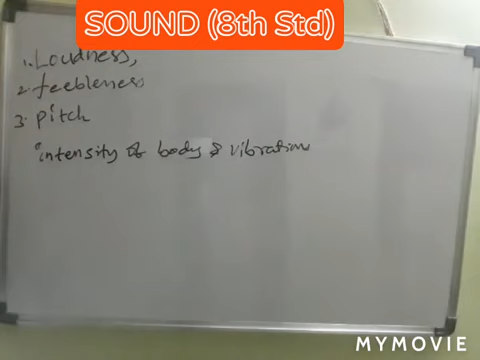 SOUND (8th Std)
1. Loudness,
2. feebleness
3. pitch
intensity of body & vibration
MYMOVIE